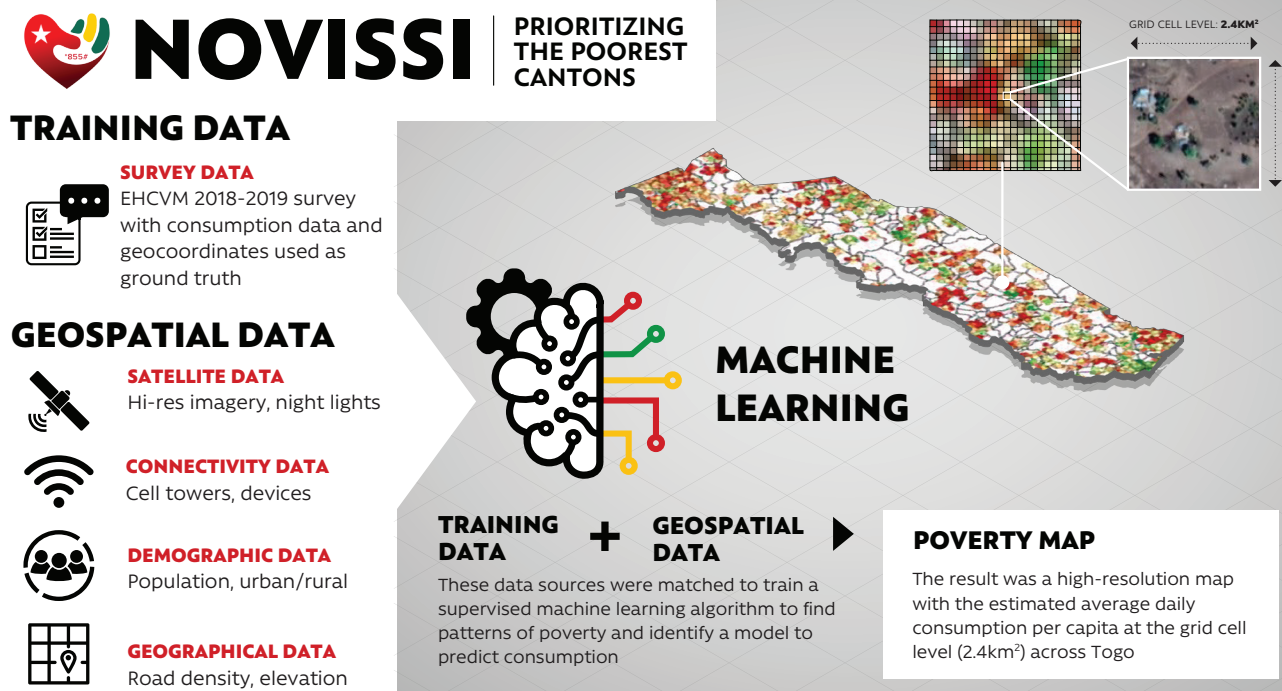 *855#
NOVISSI
PRIORITIZING
THE POOREST
CANTONS
TRAINING DATA
SURVEY DATA
EHCVM 2018-2019 survey
with consumption data and
geocoordinates used as
ground truth
GEOSPATIAL DATA
SATELLITE DATA
Hi-res imagery, night lights
CONNECTIVITY DATA
Cell towers, devices
DEMOGRAPHIC DATA
Population, urban/rural
GEOGRAPHICAL DATA
Road density, elevation
GRID CELL LEVEL: 2.4KM²
MACHINE
LEARNING
TRAINING
DATA
+
GEOSPATIAL
DATA
These data sources were matched to train a
supervised machine learning algorithm to find
patterns of poverty and identify a model to
predict consumption
POVERTY MAP
The result was a high-resolution map
with the estimated average daily
consumption per capita at the grid cell
level (2.4km²) across Togo